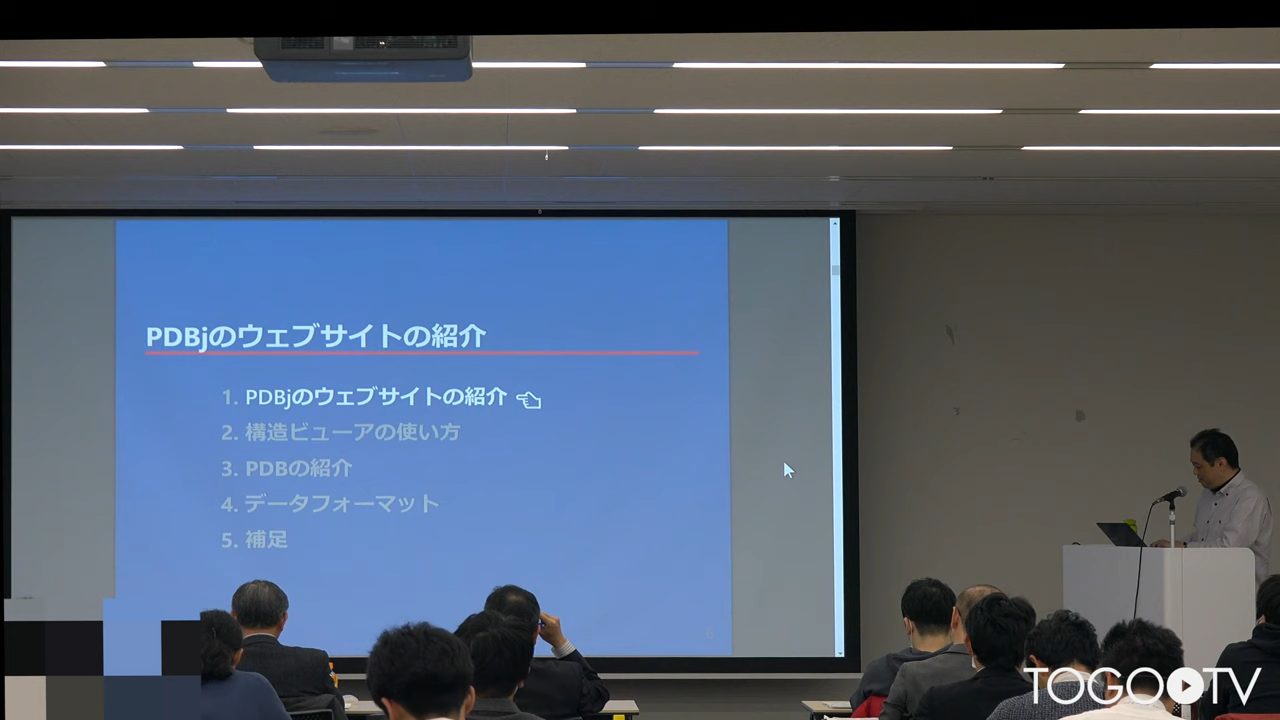 PDBjのウェブサイトの紹介
1. PDBjのウェブサイトの紹介
2. 構造ビューアの使い方
3. PDBの紹介
4. データフォーマット
5. 補足
TOGOTV